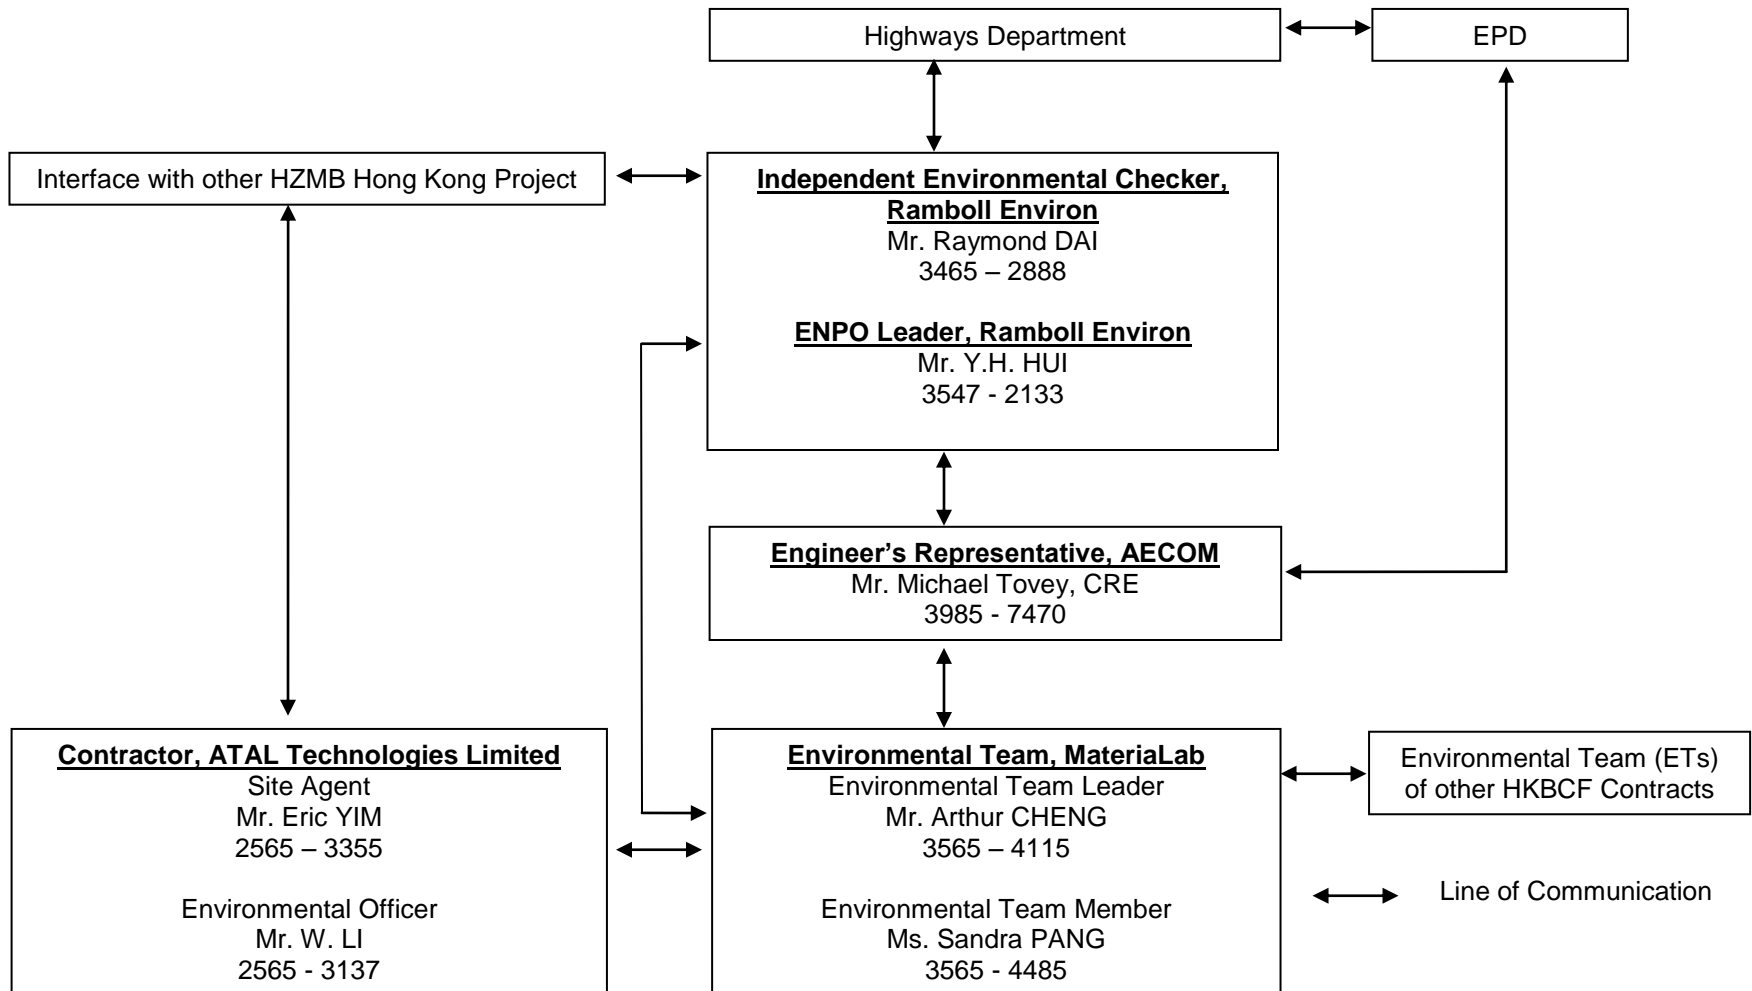 Highways Department
EPD
Interface with other HZMB Hong Kong Project
Independent Environmental Checker,
Ramboll Environ
Mr. Raymond DAI
3465 – 2888
ENPO Leader, Ramboll Environ
Mr. Y.H. HUI
3547 - 2133
Engineer’s Representative, AECOM
Mr. Michael Tovey, CRE
3985 - 7470
Contractor, ATAL Technologies Limited
Site Agent
Mr. Eric YIM
2565 – 3355
Environmental Officer
Mr. W. LI
2565 - 3137
Environmental Team, MateriaLab
Environmental Team Leader
Mr. Arthur CHENG
3565 – 4115
Environmental Team Member
Ms. Sandra PANG
3565 - 4485
Environmental Team (ETs)
of other HKBCF Contracts
Line of Communication